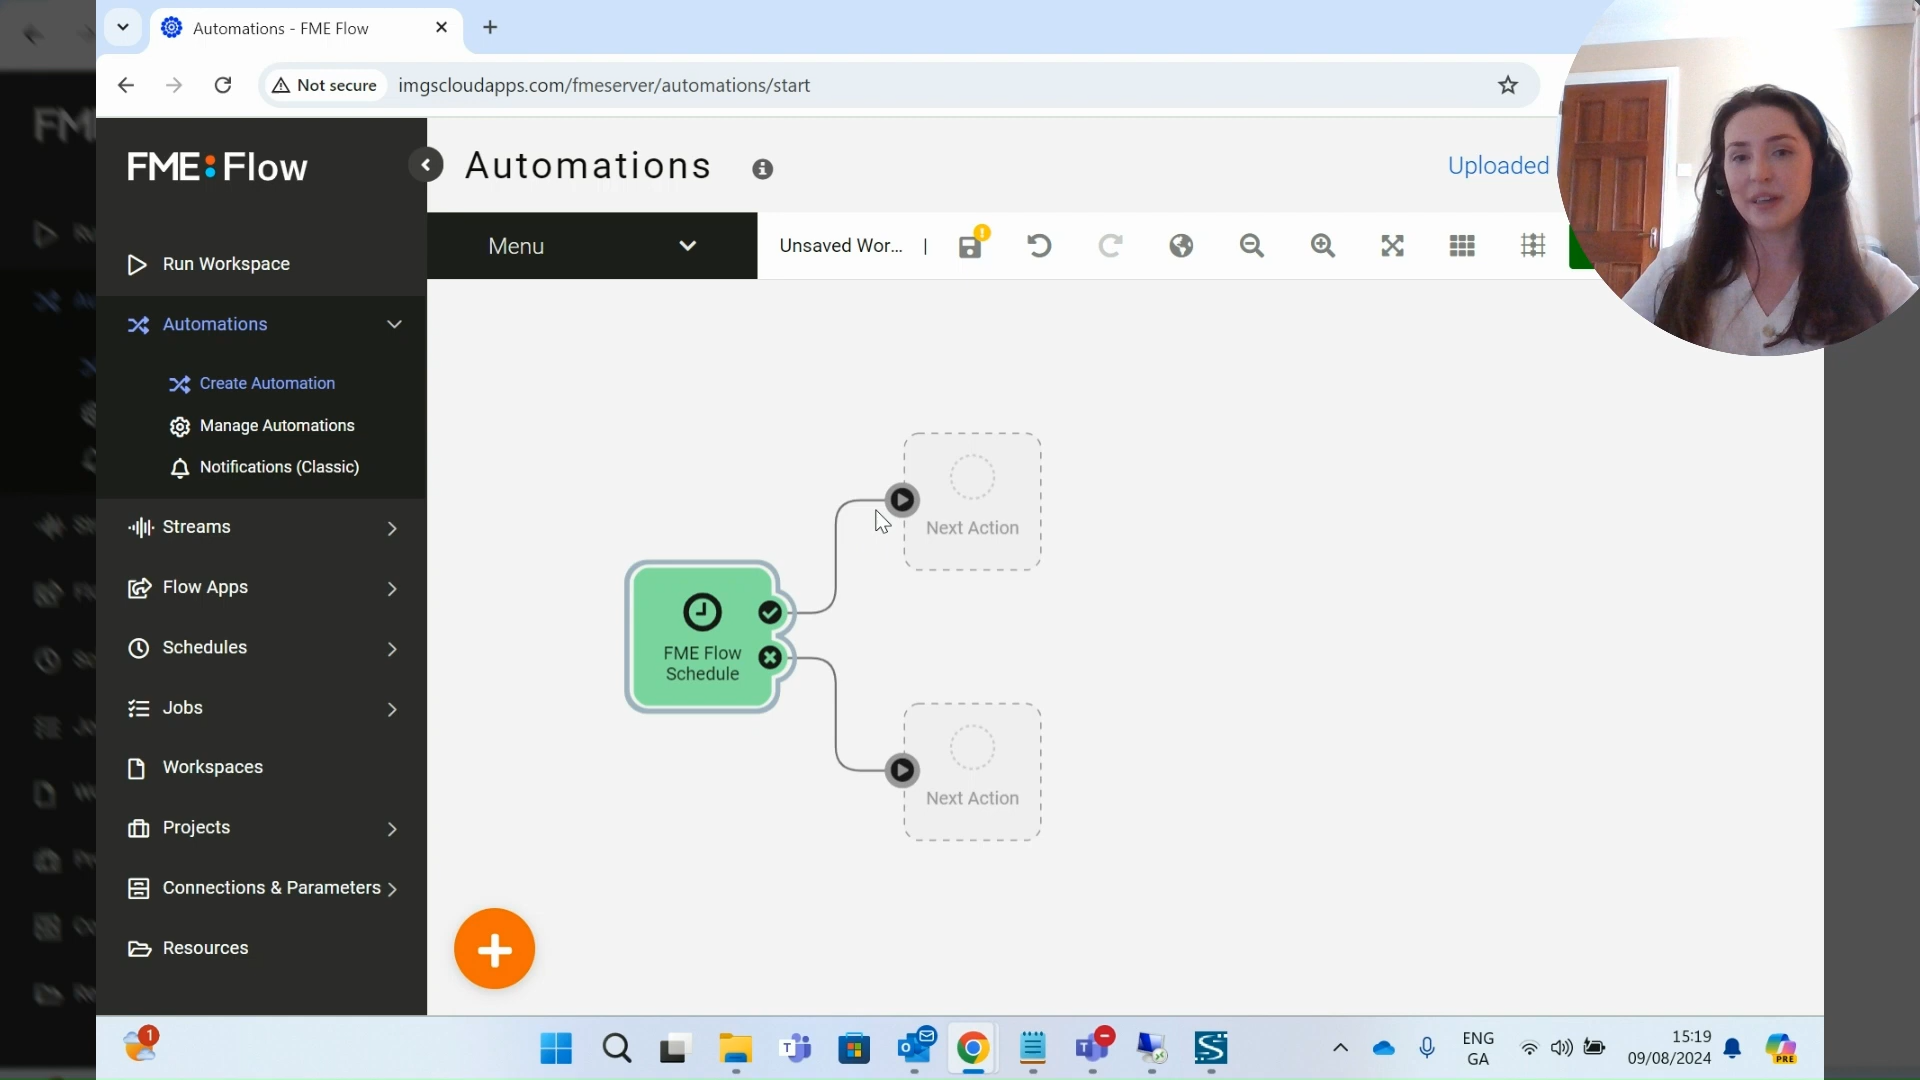 Automations - FME Flow
Not secure
imgscloudapps.com/fmeserver/automations/start
FME Flow
Automations
Uploaded
Menu
Unsaved Wor... |
Run Workspace
Automations
Create Automation
Manage Automations
Notifications (Classic)
Streams
Flow Apps
Schedules
Jobs
Workspaces
Projects
Connections & Parameters
Resources
Next Action
FME Flow
Schedule
Next Action
1
ENG
GA
15:19
09/08/2024
PRE